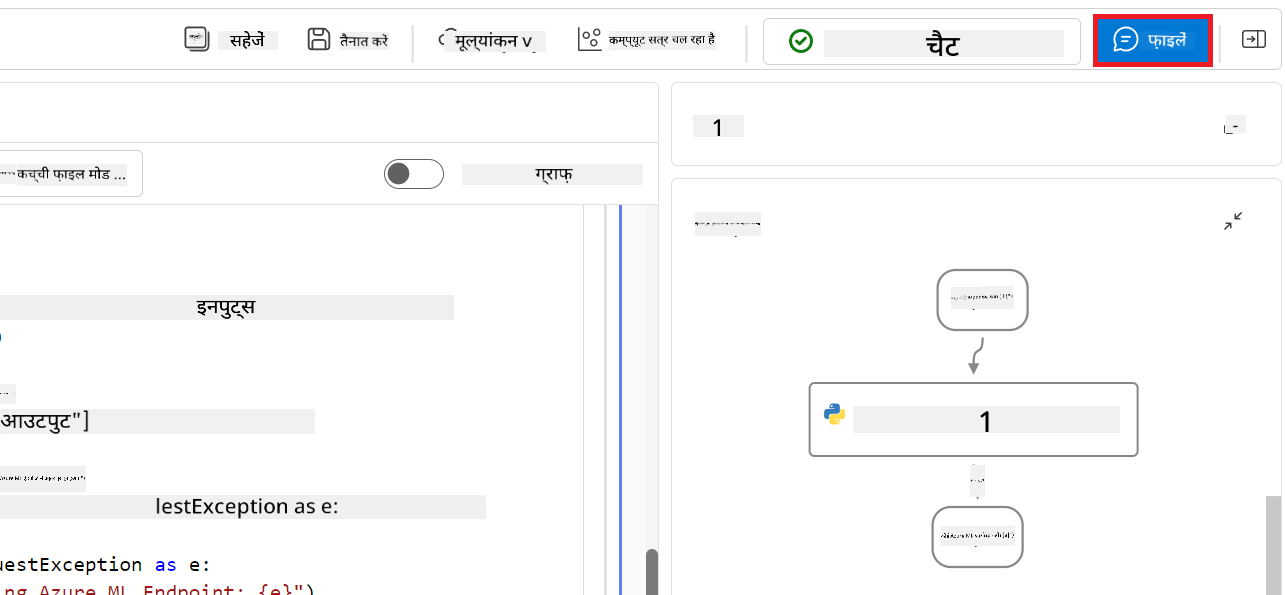 सहेजें
तैनात करें
मूल्यांकन v
कम्प्यूट सत्र चल रहा है
चैट
फ़ाइलें
1
कच्ची फ़ाइल मोड ...
ग्राफ़
इनपुट्स
आउटपुट"]
1
lestException as e:
uestException as e:
ng Azure ML Endpoint: {e}")